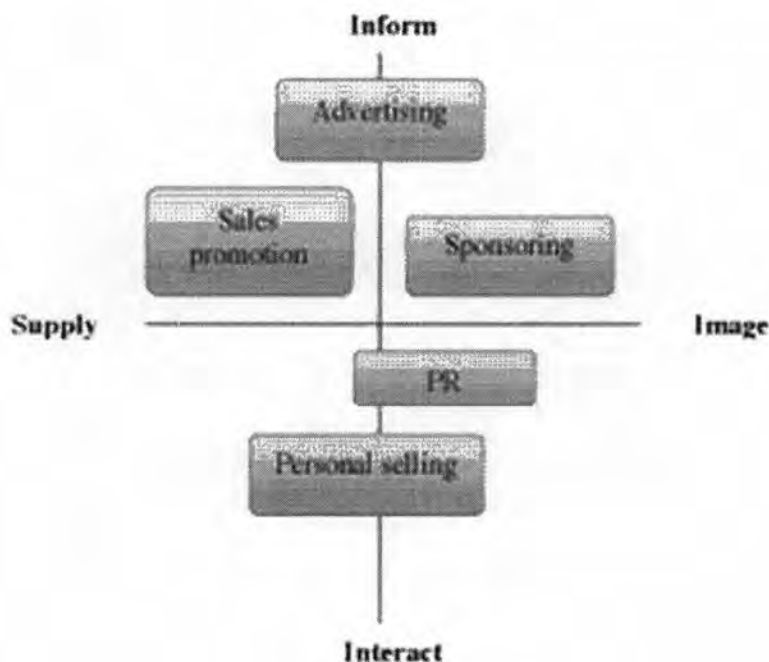 Inform
Advertising
Sales
promotion
Sponsoring
Supply
Image
PR
Personal selling
Interact